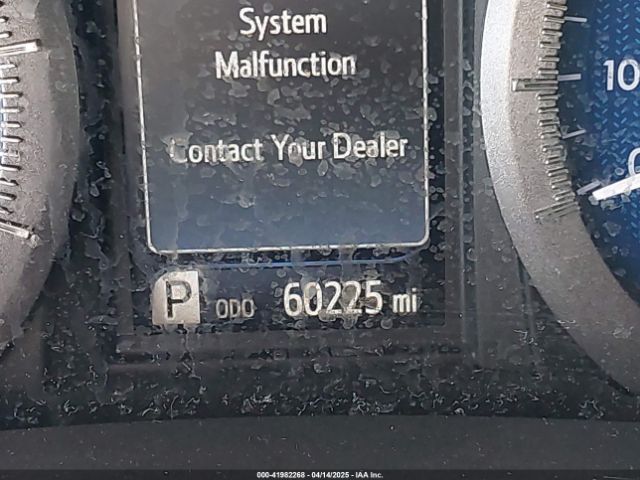 System
Malfunction
Contact Your Dealer
P ODO 60225 mi
10
000-41982268 - 04/14/2025 - IAA Inc.